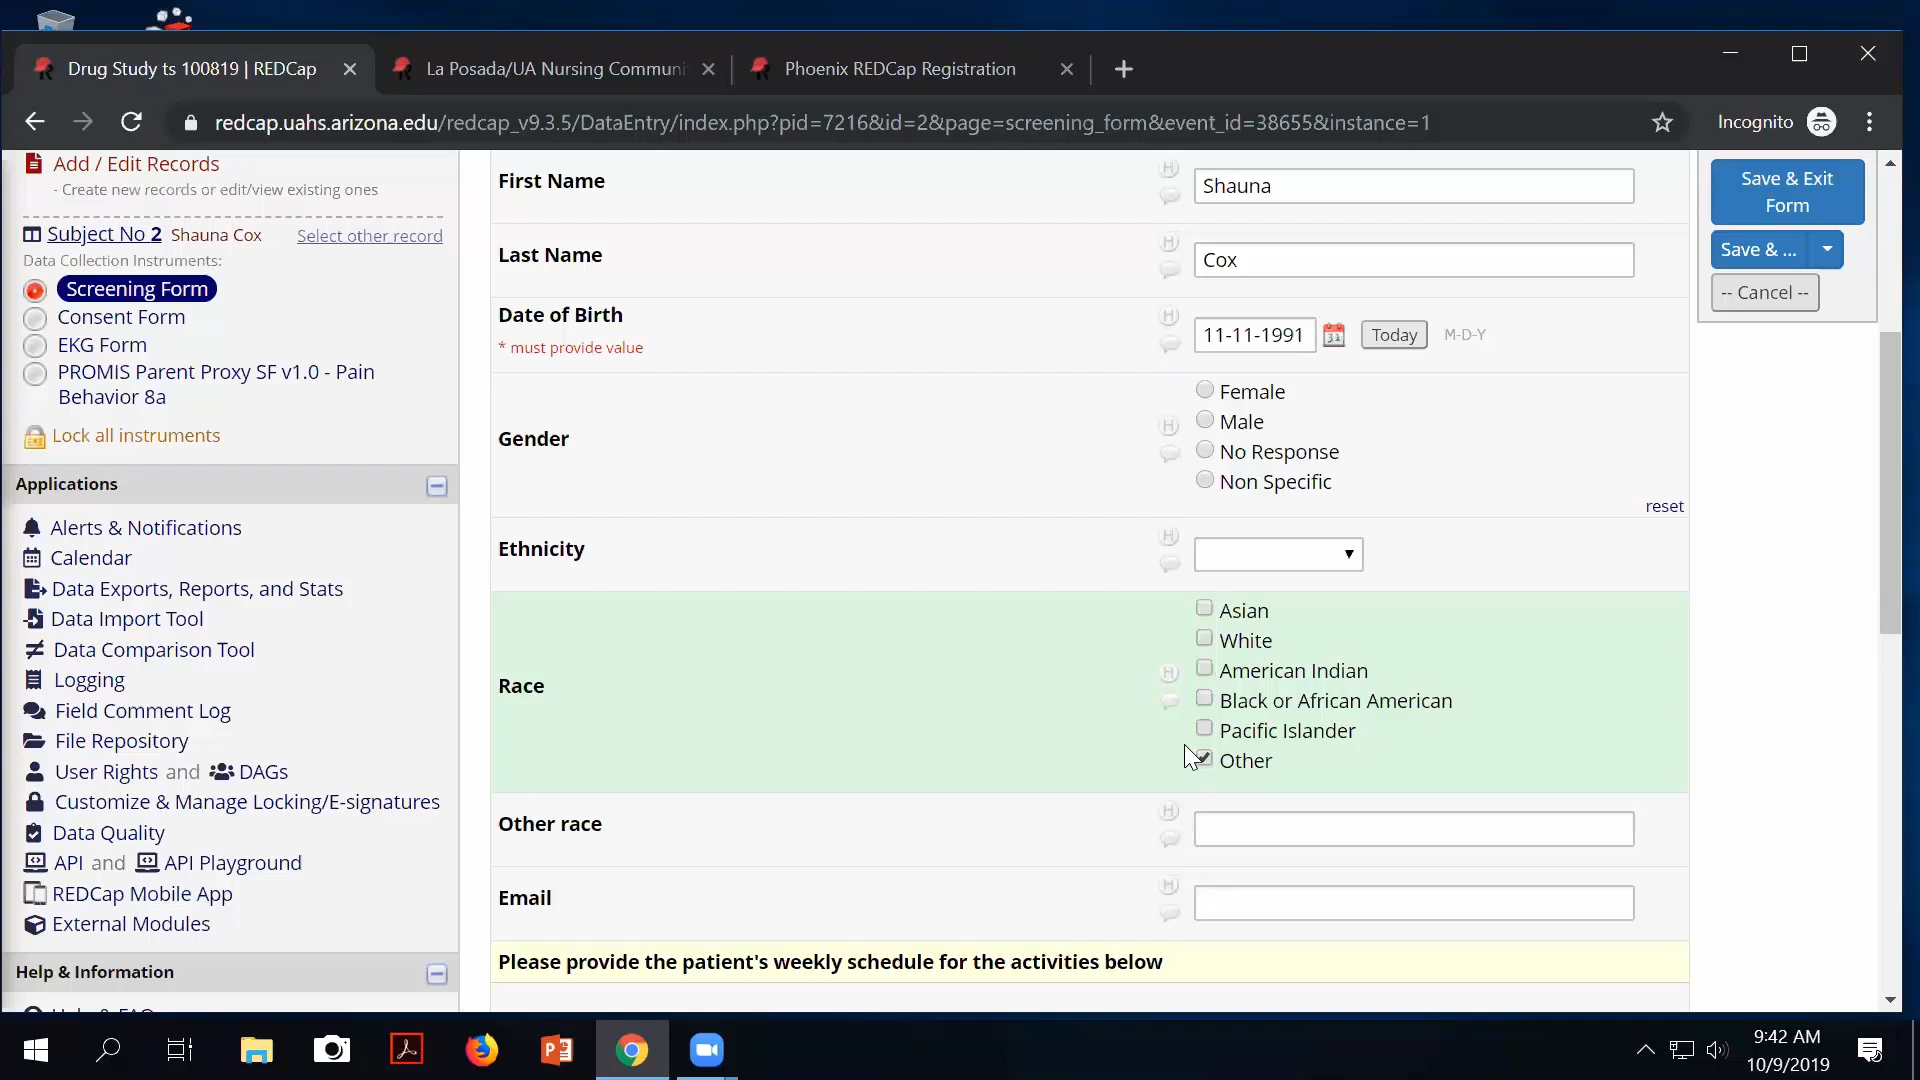 Drug Study ts 100819 | REDCap
La Posada/UA Nursing Communi
Phoenix REDCap Registration
redcap.uahs.arizona.edu/redcap_v9.3.5/DataEntry/index.php?pid=7216&id=2&page=screening_form&event_id=38655&instance=1
Incognito
Add / Edit Records
- Create new records or edit/view existing ones
Subject No 2 Shauna Cox Select other record
Data Collection Instruments:
Screening Form
Consent Form
EKG Form
PROMIS Parent Proxy SF v1.0 - Pain
Behavior 8a
Lock all instruments
Applications
Alerts & Notifications
Calendar
Data Exports, Reports, and Stats
Data Import Tool
Data Comparison Tool
Logging
Field Comment Log
File Repository
User Rights and DAGs
Customize & Manage Locking/E-signatures
Data Quality
API and API Playground
REDCap Mobile App
External Modules
Help & Information
First Name
Shauna
Last Name
Cox
Date of Birth
* must provide value
11-11-1991
31
Today
M-D-Y
Gender
Female
Male
No Response
Non Specific
reset
Ethnicity
Race
Asian
White
American Indian
Black or African American
Pacific Islander
Other
Other race
Email
Please provide the patient's weekly schedule for the activities below
Save & Exit
Form
Save & ...
-- Cancel --
9:42 AM
10/9/2019